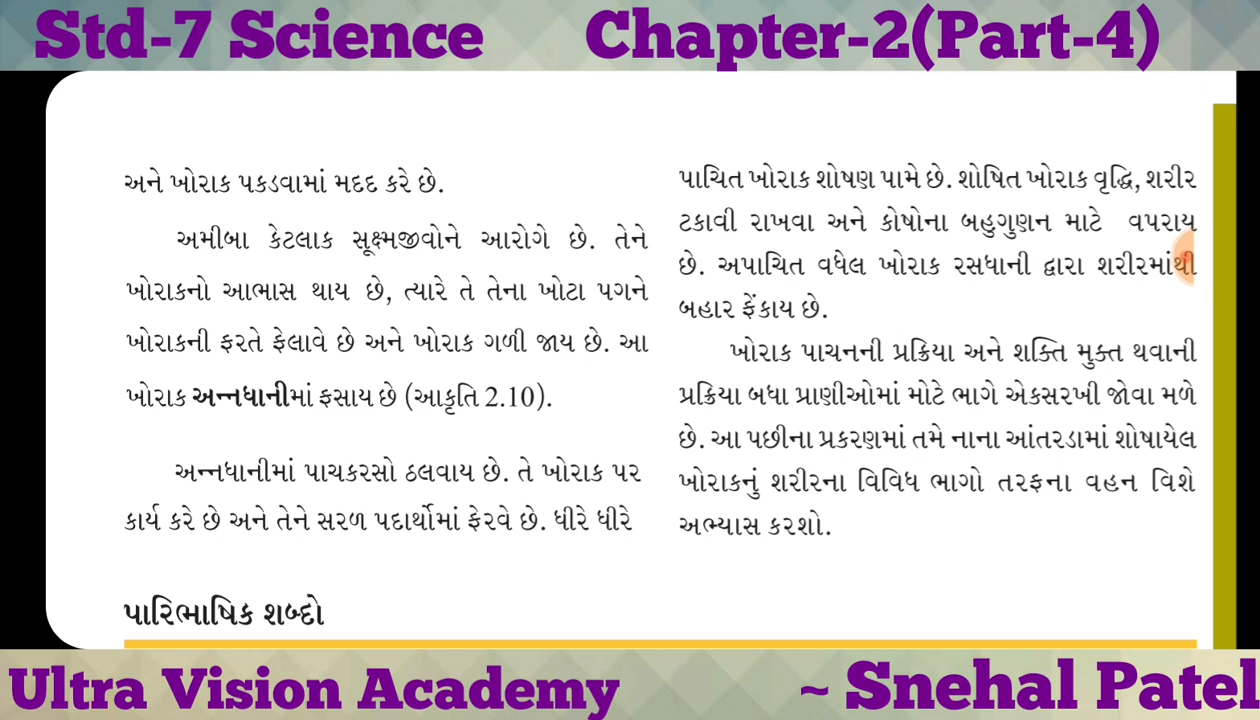 Std-7 Science Chapter-2(Part-4)
અને ખોરાક પકડવામાં મદદ કરે છે.
અમીબા કેટલાક સૂક્ષ્મજીવોને આરોગે છે. તેને
ખોરાકનો આભાસ થાય છે, ત્યારે તે તેના ખોટા પગને
ખોરાકની ફરતે ફેલાવે છે અને ખોરાક ગળી જાય છે. આ
ખોરાક અન્નધાનીમાં ફસાય છે (આકૃતિ 2.10).
અન્નધાનીમાં પાચકરસો ઠલવાય છે. તે ખોરાક પર
કાર્ય કરે છે અને તેને સરળ પદાર્થોમાં ફેરવે છે. ધીરે ધીરે
પાચિત ખોરાક શોષણ પામે છે. શોષિત ખોરાક વૃદ્ધિ, શરીર
ટકાવી રાખવા અને કોષોના બહુગુણન માટે વપરાય
છે. અપાચિત વધેલ ખોરાક રસધાની દ્વારા શરીરમાંથી
બહાર ફેંકાય છે.
ખોરાક પાચનની પ્રક્રિયા અને શક્તિ મુક્ત થવાની
પ્રક્રિયા બધા પ્રાણીઓમાં મોટે ભાગે એકસરખી જોવા મળે
છે. આ પછીના પ્રકરણમાં તમે નાના આંતરડામાં શોષાયેલ
ખોરાકનું શરીરના વિવિધ ભાગો તરફના વહન વિશે
અભ્યાસ કરશો.
પારિભાષિક શબ્દો
Ultra Vision Academy ~ Snehal Patel